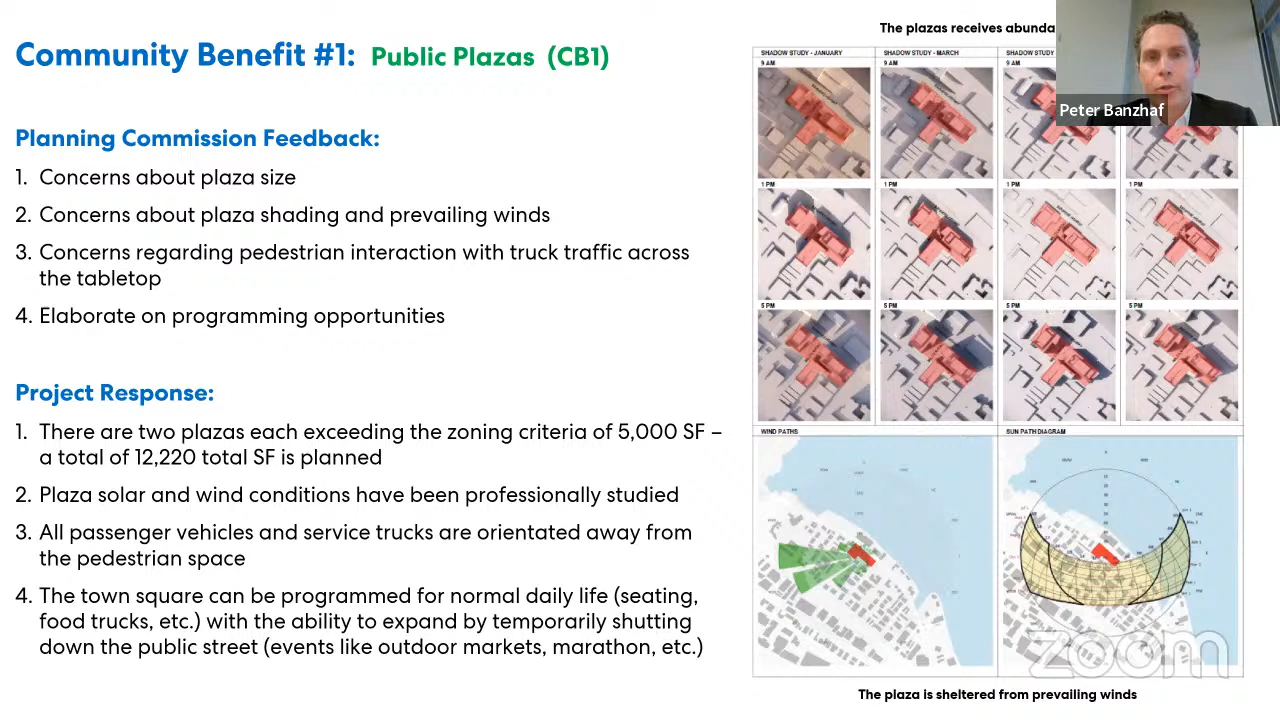 Community Benefit #1: Public Plazas (CB1)
Planning Commission Feedback:
1. Concerns about plaza size
2. Concerns about plaza shading and prevailing winds
3. Concerns regarding pedestrian interaction with truck traffic across
the tabletop
4. Elaborate on programming opportunities
Project Response:
1. There are two plazas each exceeding the zoning criteria of 5,000 SF –
a total of 12,220 total SF is planned
2. Plaza solar and wind conditions have been professionally studied
3. All passenger vehicles and service trucks are orientated away from
the pedestrian space
4. The town square can be programmed for normal daily life (seating,
food trucks, etc.) with the ability to expand by temporarily shutting
down the public street (events like outdoor markets, marathon, etc.)
The plazas receives abunda
SHADOW STUDY - JANUARY
SHADOW STUDY - MARCH
SHADOW STUDY
9 AM
9 AM
9 AM
Peter Banzhaf
1 PM
1 PM
1 PM
1 PM
5 PM
5 PM
5 PM
5 PM
WIND PATHS
SUN PATH DIAGRAM
zoom
The plaza is sheltered from prevailing winds